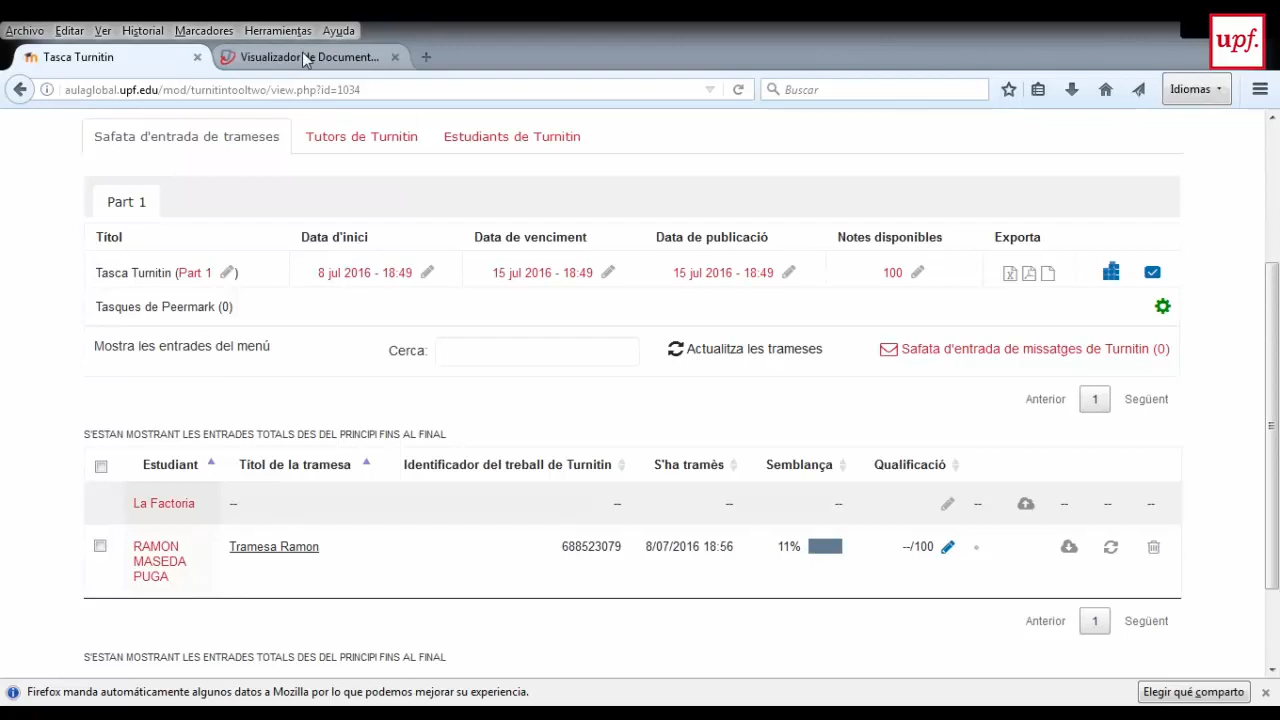 Archivo Editar Ver Historial Marcadores Herramientas Ayuda
upf.
Tasca Turnitin
Visualizador de Document...
aulaglobal.upf.edu/mod/turnitintooltwo/view.php?id=1034
Buscar
Idiomas
Safata d'entrada de trameses Tutors de Turnitin Estudiants de Turnitin
Part 1
Títol Data d'inici Data de venciment Data de publicació Notes disponibles Exporta
Tasca Turnitin (Part 1 ) 8 jul 2016 - 18:49 15 jul 2016 - 18:49 15 jul 2016 - 18:49 100
Tasques de Peermark (0)
Mostra les entrades del menú Cerca: Actualitza les trameses Safata d'entrada de missatges de Turnitin (0)
Anterior 1 Següent
S'ESTAN MOSTRANT LES ENTRADES TOTALS DES DEL PRINCIPI FINS AL FINAL
Estudiant Títol de la tramesa Identificador del treball de Turnitin S'ha tramès Semblança Qualificació
La Factoria -- -- -- -- -- -- -- --
RAMON Tramesa Ramon 688523079 8/07/2016 18:56 11% --/100
MASEDA
PUGA
Anterior 1 Següent
S'ESTAN MOSTRANT LES ENTRADES TOTALS DES DEL PRINCIPI FINS AL FINAL
Firefox manda automáticamente algunos datos a Mozilla por lo que podemos mejorar su experiencia. Elegir qué comparto